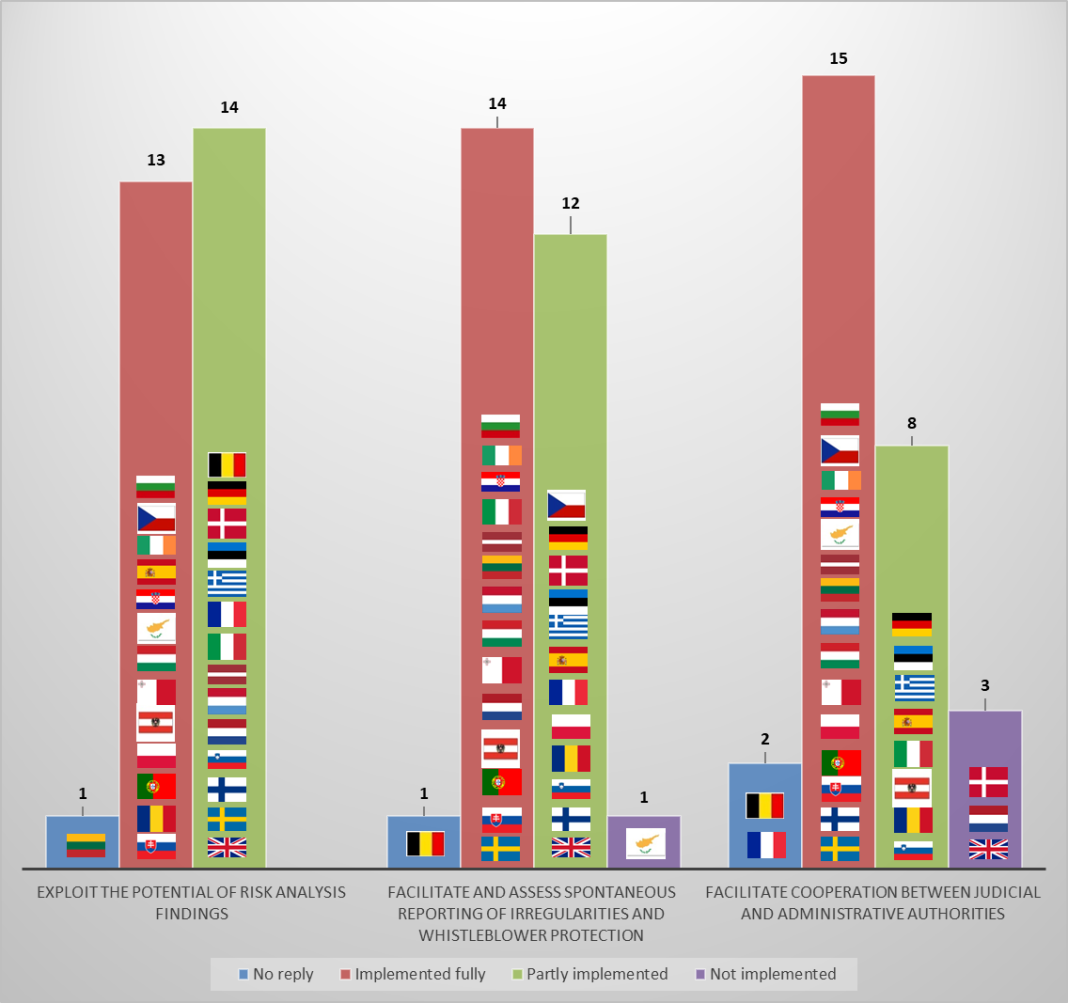 15
14
14
13
12
8
3
2
1
1
1
EXPLOIT THE POTENTIAL OF RISK ANALYSIS
FINDINGS
FACILITATE AND ASSESS SPONTANEOUS
REPORTING OF IRREGULARITIES AND
WHISTLEBLOWER PROTECTION
FACILITATE COOPERATION BETWEEN JUDICIAL
AND ADMINISTRATIVE AUTHORITIES
No reply Implemented fully Partly implemented Not implemented